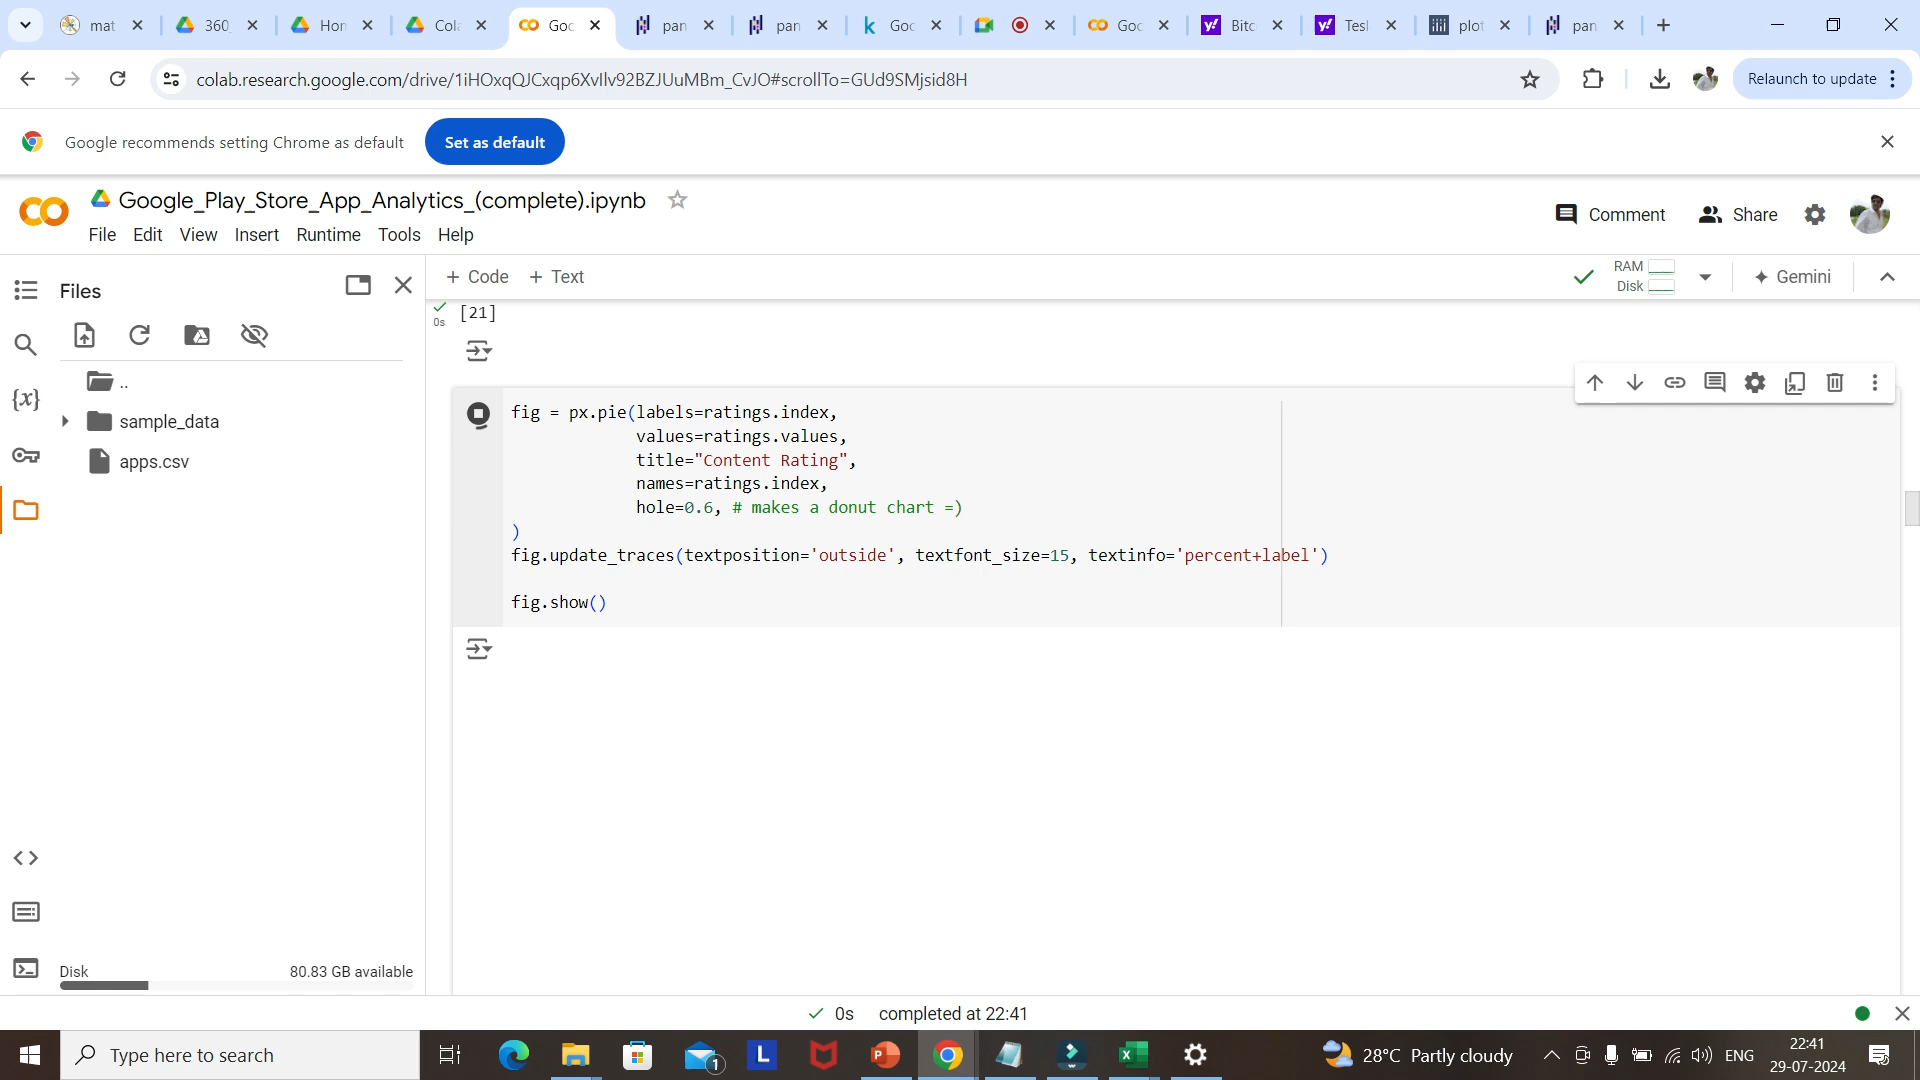 mat
360
Hon
Cola
Goc
pan
pan
Goc
Goc
Bitc
Tesl
plot
pan
colab.research.google.com/drive/1iHOxqQJCxqp6XvIlv92BZJUuMBm_CvJO#scrollTo=GUd9SMjsid8H
Relaunch to update
Google recommends setting Chrome as default
Set as default
Google_Play_Store_App_Analytics_(complete).ipynb
Comment
Share
File Edit View Insert Runtime Tools Help
Files
+ Code + Text
RAM
Disk
Gemini
0s
[21]
{x}
..
sample_data
apps.csv
fig = px.pie(labels=ratings.index,
values=ratings.values,
title="Content Rating",
names=ratings.index,
hole=0.6, # makes a donut chart =)
)
fig.update_traces(textposition='outside', textfont_size=15, textinfo='percent+label')
fig.show()
Disk
80.83 GB available
0s completed at 22:41
Type here to search
1
L
28°C Partly cloudy
ENG
22:41
29-07-2024